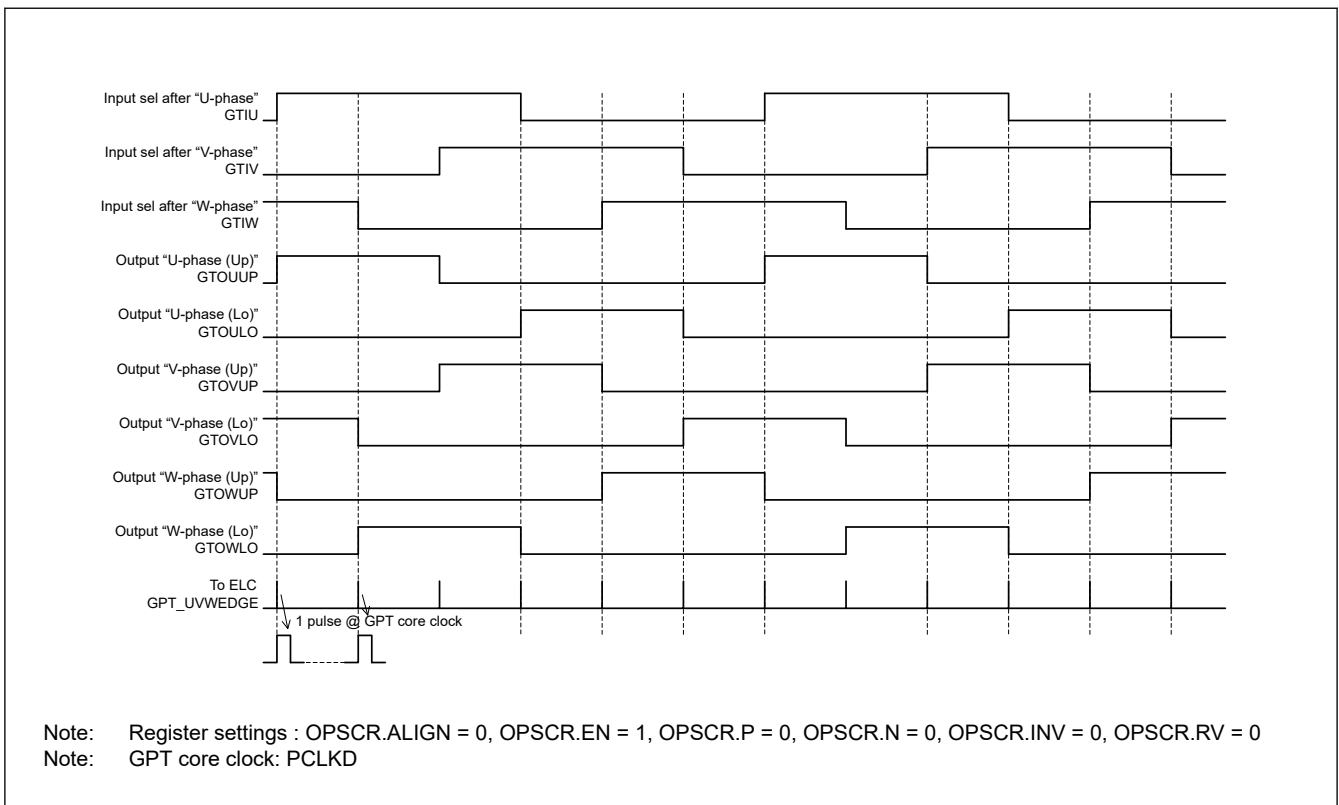 Input sel after “U-phase”
GTIU
Input sel after “V-phase”
GTIV
Input sel after “W-phase”
GTIW
Output “U-phase (Up)”
GTOUUP
Output “U-phase (Lo)”
GTOULO
Output “V-phase (Up)”
GTOVUP
Output “V-phase (Lo)”
GTOVLO
Output “W-phase (Up)”
GTOWUP
Output “W-phase (Lo)”
GTOWLO
To ELC
GPT_UVWEDGE
1 pulse @ GPT core clock
Note: Register settings : OPSCR.ALIGN = 0, OPSCR.EN = 1, OPSCR.P = 0, OPSCR.N = 0, OPSCR.INV = 0, OPSCR.RV = 0
Note: GPT core clock: PCLKD